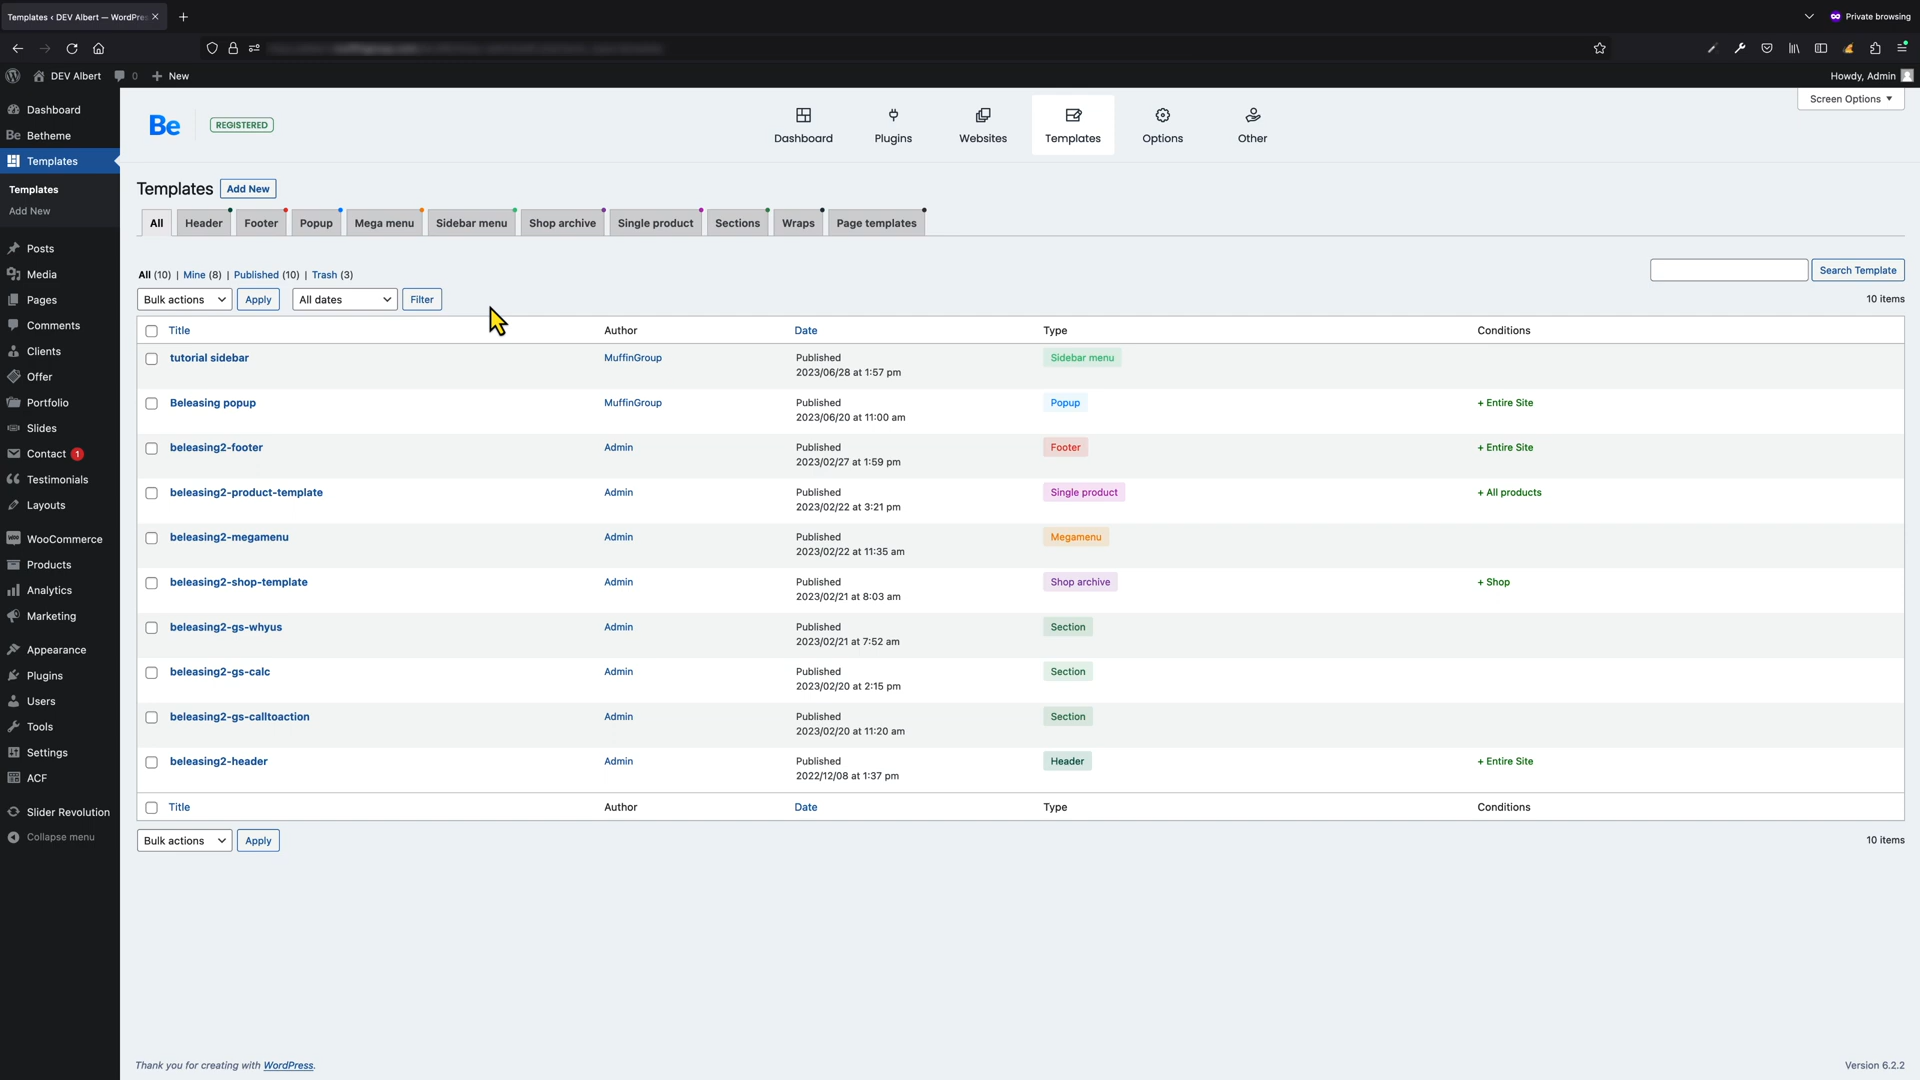 Templates ‹ DEV Albert — WordPre
Private browsing
DEV Albert 0 New
Howdy, Admin
Dashboard
Betheme
Templates
Templates
Add New
Posts
Media
Pages
Comments
Clients
Offer
Portfolio
Slides
Contact 1
Testimonials
Layouts
WooCommerce
Products
Analytics
Marketing
Appearance
Plugins
Users
Tools
Settings
ACF
Slider Revolution
Collapse menu
Be REGISTERED
Dashboard Plugins Websites Templates Options Other
Screen Options
Templates Add New
All Header Footer Popup Mega menu Sidebar menu Shop archive Single product Sections Wraps Page templates
All (10) | Mine (8) | Published (10) | Trash (3)
Search Template
Bulk actions Apply All dates Filter
10 items
Title Author Date Type Conditions
tutorial sidebar MuffinGroup Published Sidebar menu
2023/06/28 at 1:57 pm
Beleasing popup MuffinGroup Published Popup + Entire Site
2023/06/20 at 11:00 am
beleasing2-footer Admin Published Footer + Entire Site
2023/02/27 at 1:59 pm
beleasing2-product-template Admin Published Single product + All products
2023/02/22 at 3:21 pm
beleasing2-megamenu Admin Published Megamenu
2023/02/22 at 11:35 am
beleasing2-shop-template Admin Published Shop archive + Shop
2023/02/21 at 8:03 am
beleasing2-gs-whyus Admin Published Section
2023/02/21 at 7:52 am
beleasing2-gs-calc Admin Published Section
2023/02/20 at 2:15 pm
beleasing2-gs-calltoaction Admin Published Section
2023/02/20 at 11:20 am
beleasing2-header Admin Published Header + Entire Site
2022/12/08 at 1:37 pm
Title Author Date Type Conditions
Bulk actions Apply
10 items
Thank you for creating with WordPress.
Version 6.2.2